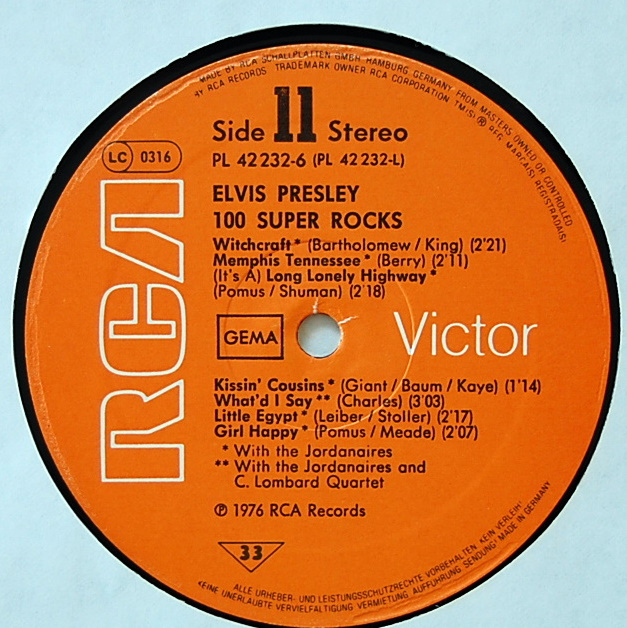 MADE BY RCA SCHALLPLATTEN GMBH HAMBURG GERMANY FROM MASTERS OWNED OR CONTROLLED
BY RCA RECORDS TRADEMARK OWNER RCA CORPORATION TM(S) ® REG. MARCA(S) REGISTRADA(S)
Side 11 Stereo
LC 0316
PL 42232-6 (PL 42232-L)
ELVIS PRESLEY
100 SUPER ROCKS
Witchcraft* (Bartholomew / King) (2'21)
Memphis Tennessee* (Berry) (2'11)
(It's A) Long Lonely Highway*
(Pomus / Shuman) (2'18)
RCA
GEMA
Victor
Kissin' Cousins* (Giant / Baum / Kaye) (1'14)
What'd I Say** (Charles) (3'03)
Little Egypt* (Leiber / Stoller) (2'17)
Girl Happy* (Pomus / Meade) (2'07)
* With the Jordanaires
** With the Jordanaires and
C. Lombard Quartet
℗ 1976 RCA Records
33
ALLE URHEBER- UND LEISTUNGSSCHUTZRECHTE VORBEHALTEN ·KEIN VERLEIH!
·KEINE UNERLAUBTE VERVIELFALTIGUNG VERMIETUNG AUFFÜHRUNG SENDUNG! MADE IN GERMANY